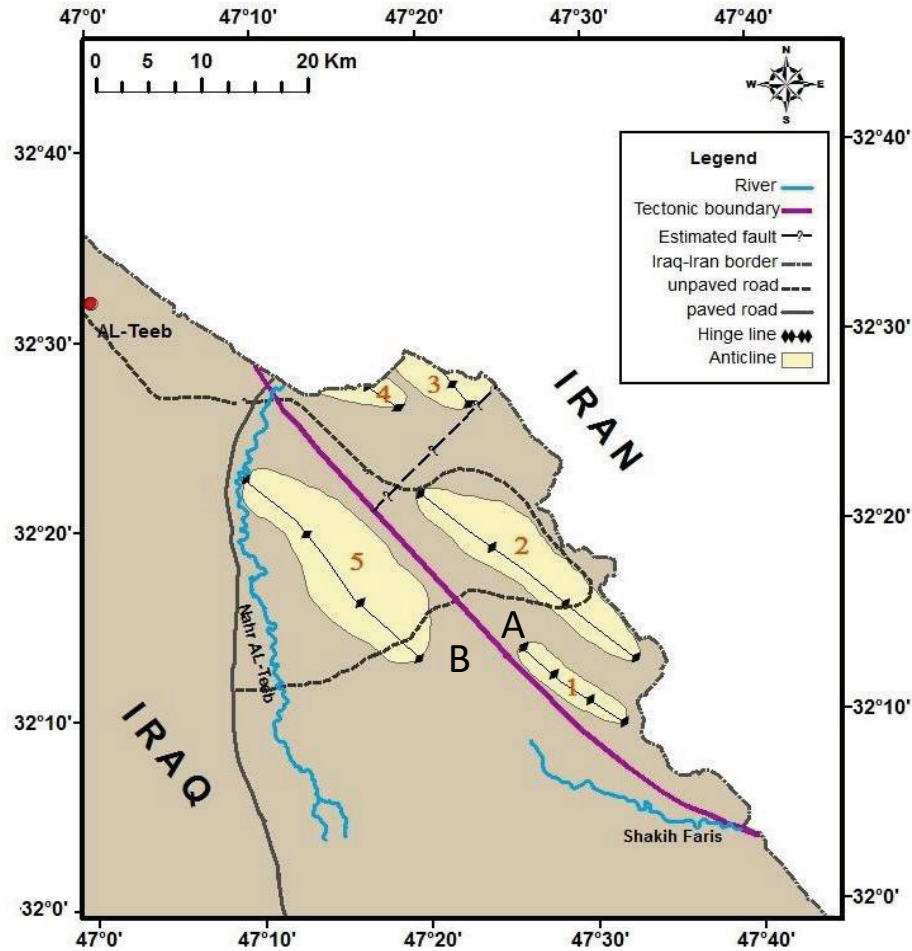 47°0' 47°10' 47°20' 47°30' 47°40'
0 5 10 20 Km
N
W E
S
32°40' 32°40'
Legend
River
Tectonic boundary
Estimated fault
?
Iraq-Iran border
unpaved road
paved road
Hinge line
Anticline
AL-Teeb
32°30' 32°30'
IRAN
3
4
?
?
?
32°20' 32°20'
2
5
A
B
Nahr AL-Teeb
1
32°10' 32°10'
IRAQ
Shakih Faris
32°0' 32°0'
47°0' 47°10' 47°20' 47°30' 47°40'